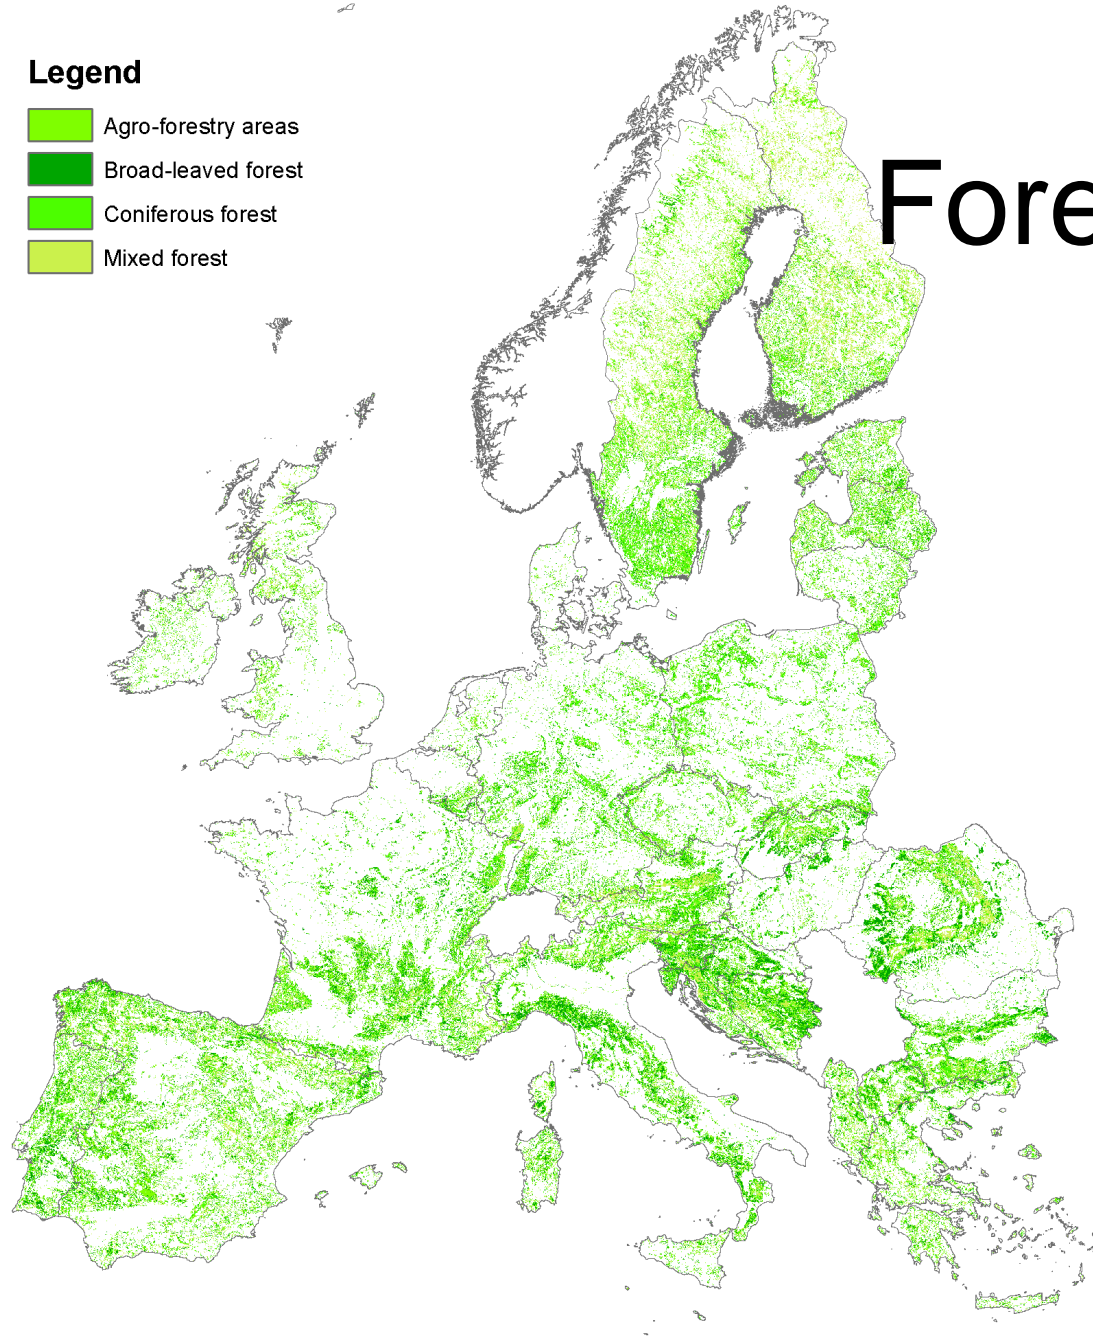 Legend
Agro-forestry areas
Broad-leaved forest
Coniferous forest
Mixed forest
Fore